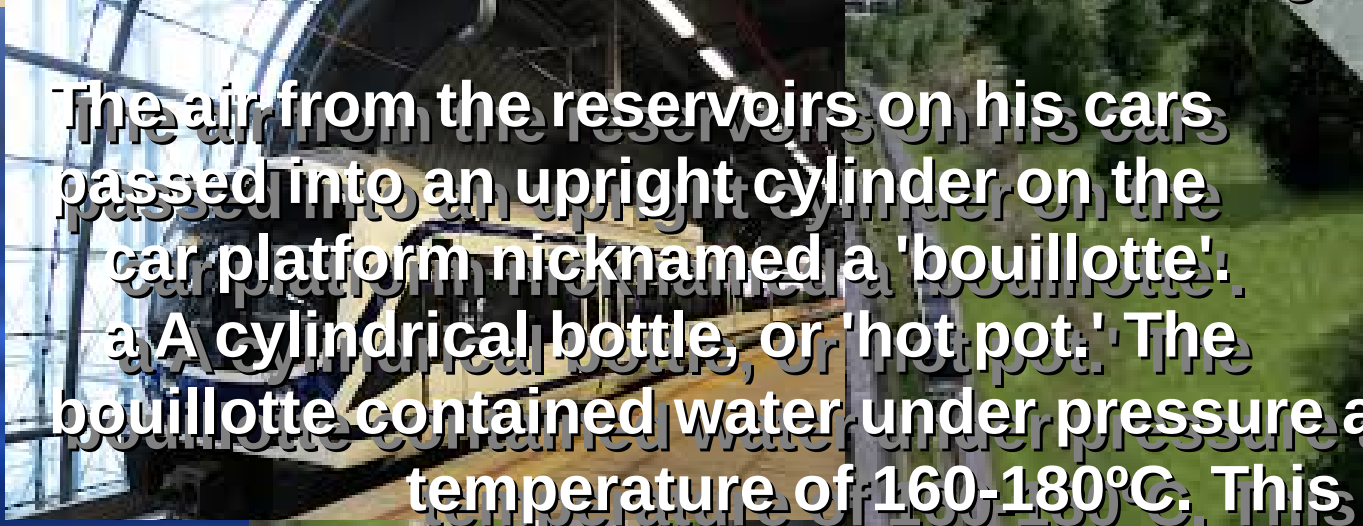 The air from the reservoirs on his cars
passed into an upright cylinder on the
car platform nicknamed a 'bouillotte'.
a A cylindrical bottle, or 'hot pot.' The
bouillotte contained water under pressure a
temperature of 160-180ºC. This